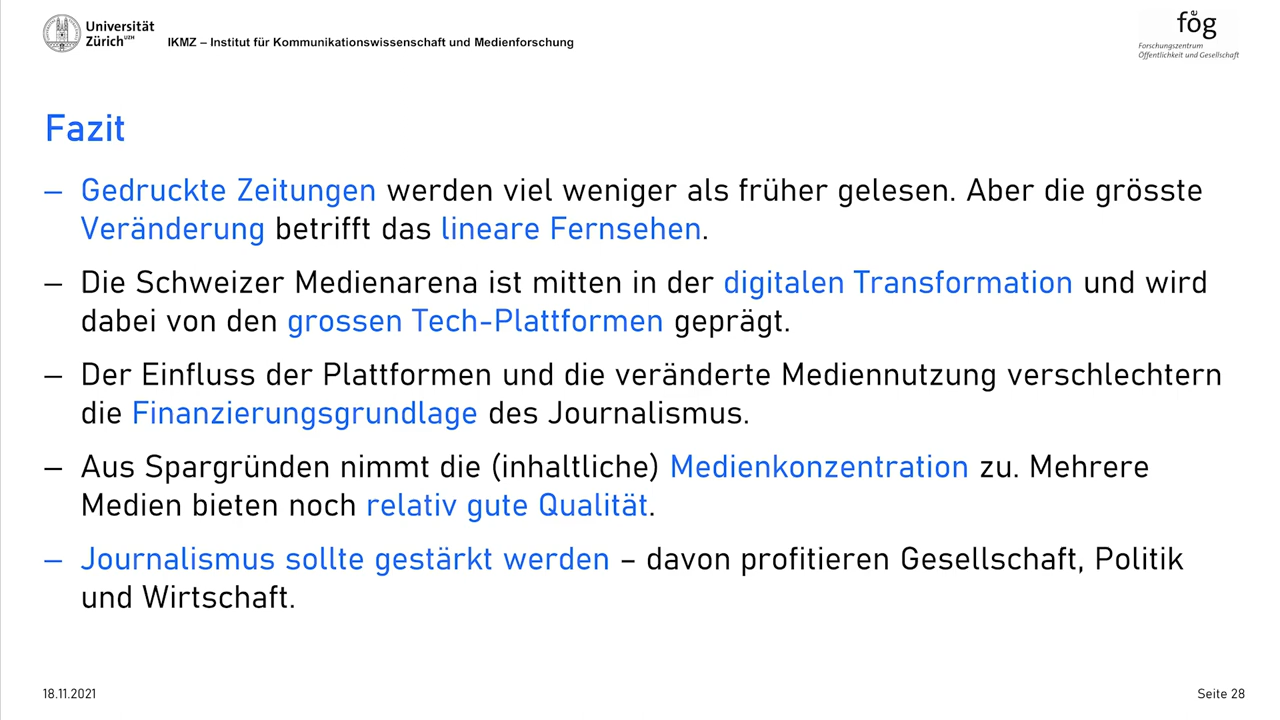 Universität
Zürich UZH
IKMZ – Institut für Kommunikationswissenschaft und Medienforschung
foeg
Forschungszentrum
Öffentlichkeit und Gesellschaft
Fazit
– Gedruckte Zeitungen werden viel weniger als früher gelesen. Aber die grösste
Veränderung betrifft das lineare Fernsehen.
– Die Schweizer Medienarena ist mitten in der digitalen Transformation und wird
dabei von den grossen Tech-Plattformen geprägt.
– Der Einfluss der Plattformen und die veränderte Mediennutzung verschlechtern
die Finanzierungsgrundlage des Journalismus.
– Aus Spargründen nimmt die (inhaltliche) Medienkonzentration zu. Mehrere
Medien bieten noch relativ gute Qualität.
– Journalismus sollte gestärkt werden – davon profitieren Gesellschaft, Politik
und Wirtschaft.
18.11.2021
Seite 28